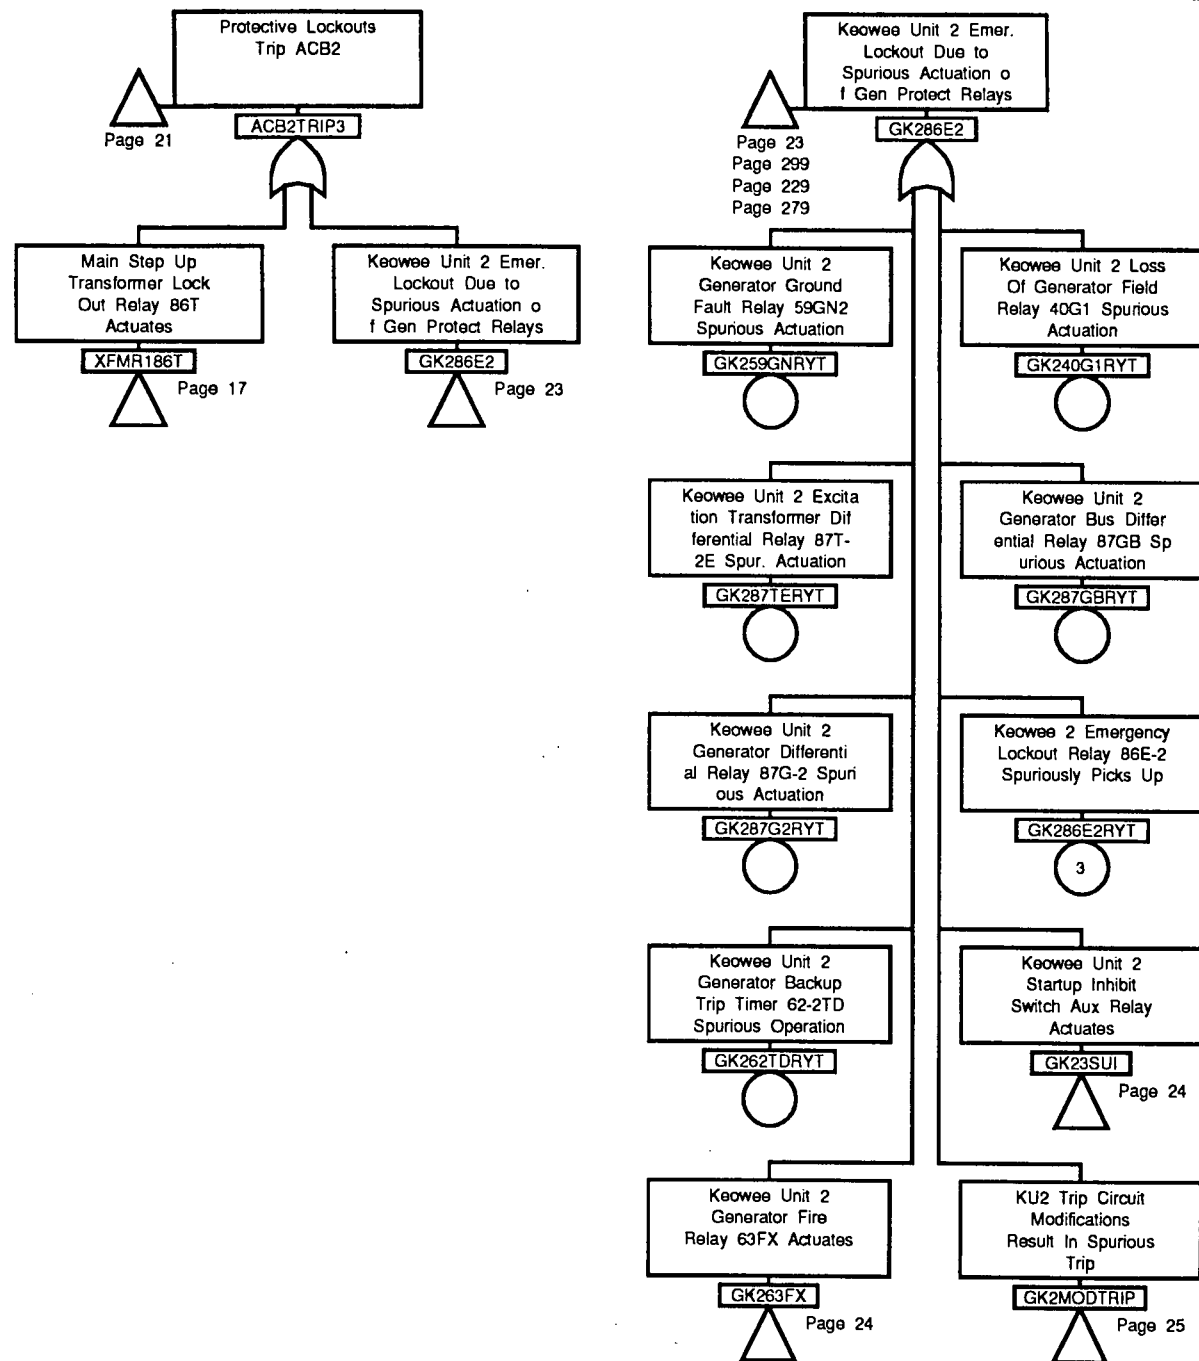 Protective Lockouts
Trip ACB2
Page 21
ACB2TRIP3
Main Step Up
Transformer Lock
Out Relay 86T
Actuates
XFMR186T
Page 17
Keowee Unit 2 Emer.
Lockout Due to
Spurious Actuation o
f Gen Protect Relays
GK286E2
Page 23
Keowee Unit 2 Emer.
Lockout Due to
Spurious Actuation o
f Gen Protect Relays
GK286E2
Page 23
Page 299
Page 229
Page 279
Keowee Unit 2
Generator Ground
Fault Relay 59GN2
Spurious Actuation
GK259GNRYT
Keowee Unit 2 Loss
Of Generator Field
Relay 40G1 Spurious
Actuation
GK240G1RYT
Keowee Unit 2 Excita
tion Transformer Dif
ferential Relay 87T-
2E Spur. Actuation
GK287TERYT
Keowee Unit 2
Generator Bus Differ
ential Relay 87GB Sp
urious Actuation
GK287GBRYT
Keowee Unit 2
Generator Differenti
al Relay 87G-2 Spuri
ous Actuation
GK287G2RYT
Keowee 2 Emergency
Lockout Relay 86E-2
Spuriously Picks Up
GK286E2RYT
3
Keowee Unit 2
Generator Backup
Trip Timer 62-2TD
Spurious Operation
GK262TDRYT
Keowee Unit 2
Startup Inhibit
Switch Aux Relay
Actuates
GK23SUI
Page 24
Keowee Unit 2
Generator Fire
Relay 63FX Actuates
GK263FX
Page 24
KU2 Trip Circuit
Modifications
Result In Spurious
Trip
GK2MODTRIP
Page 25